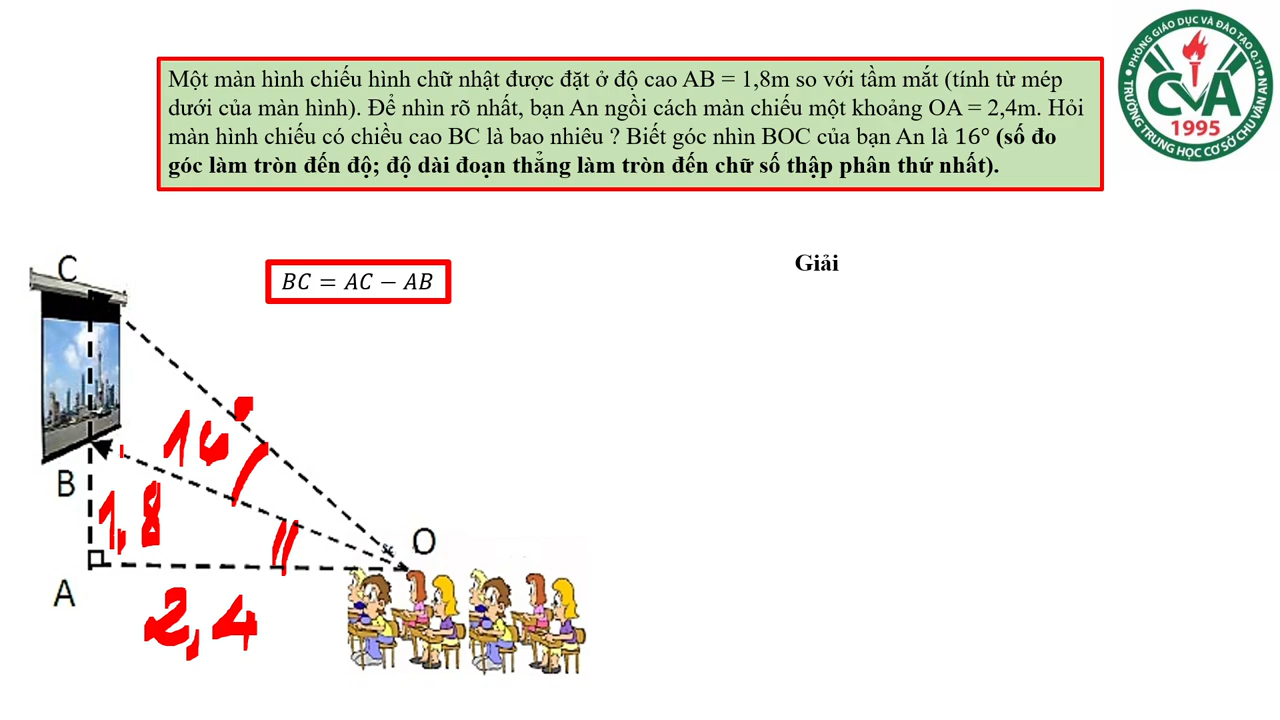 Một màn hình chiếu hình chữ nhật được đặt ở độ cao AB = 1,8m so với tầm mắt (tính từ mép
dưới của màn hình). Để nhìn rõ nhất, bạn An ngồi cách màn chiếu một khoảng OA = 2,4m. Hỏi
màn hình chiếu có chiều cao BC là bao nhiêu ? Biết góc nhìn BOC của bạn An là 16° (số đo
góc làm tròn đến độ; độ dài đoạn thẳng làm tròn đến chữ số thập phân thứ nhất).
PHÒNG GIÁO DỤC VÀ ĐÀO TẠO Q.11
CVA
1995
TRƯỜNG TRUNG HỌC CƠ SỞ CHU VĂN AN
Giải
BC = AC − AB
C
16°
B
1,8
O
A
2,4